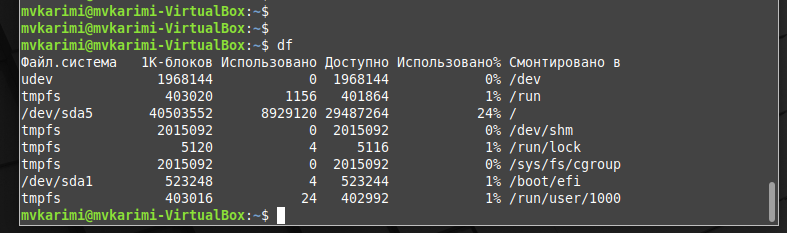 mvkarimi@mvkarimi-VirtualBox:~$
mvkarimi@mvkarimi-VirtualBox:~$
mvkarimi@mvkarimi-VirtualBox:~$ df
Файл.система   1K-блоков Использовано Доступно Использовано% Смонтировано в
udev             1968144            0  1968144            0% /dev
tmpfs             403020         1156   401864            1% /run
/dev/sda5       40503552      8929120 29487264           24% /
tmpfs            2015092            0  2015092            0% /dev/shm
tmpfs               5120            4     5116            1% /run/lock
tmpfs            2015092            0  2015092            0% /sys/fs/cgroup
/dev/sda1         523248            4   523244            1% /boot/efi
tmpfs             403016           24   402992            1% /run/user/1000
mvkarimi@mvkarimi-VirtualBox:~$